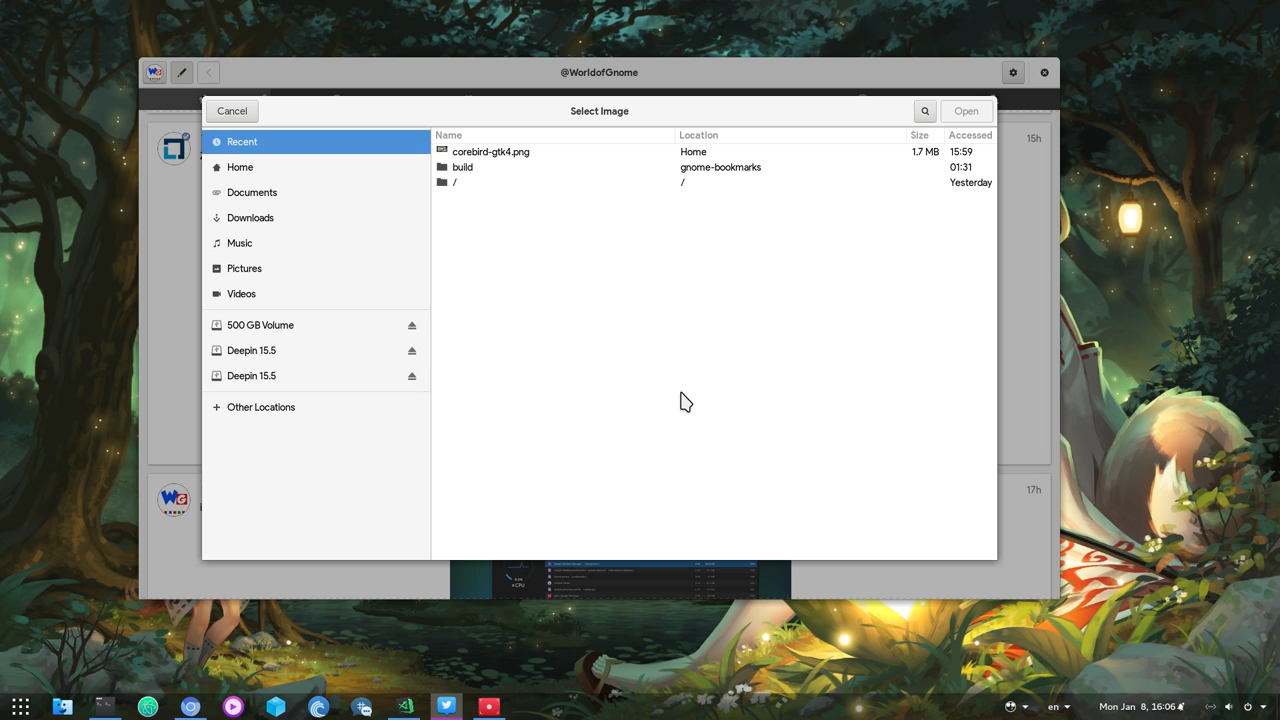 @WorldofGnome
Cancel
Select Image
Open
Recent
Home
Documents
Downloads
Music
Pictures
Videos
500 GB Volume
Deepin 15.5
Deepin 15.5
Other Locations
Name Location Size Accessed
corebird-gtk4.png Home 1.7 MB 15:59
build gnome-bookmarks 01:31
/ / Yesterday
15h
17h
WG
CPU
en Mon Jan 8, 16:06